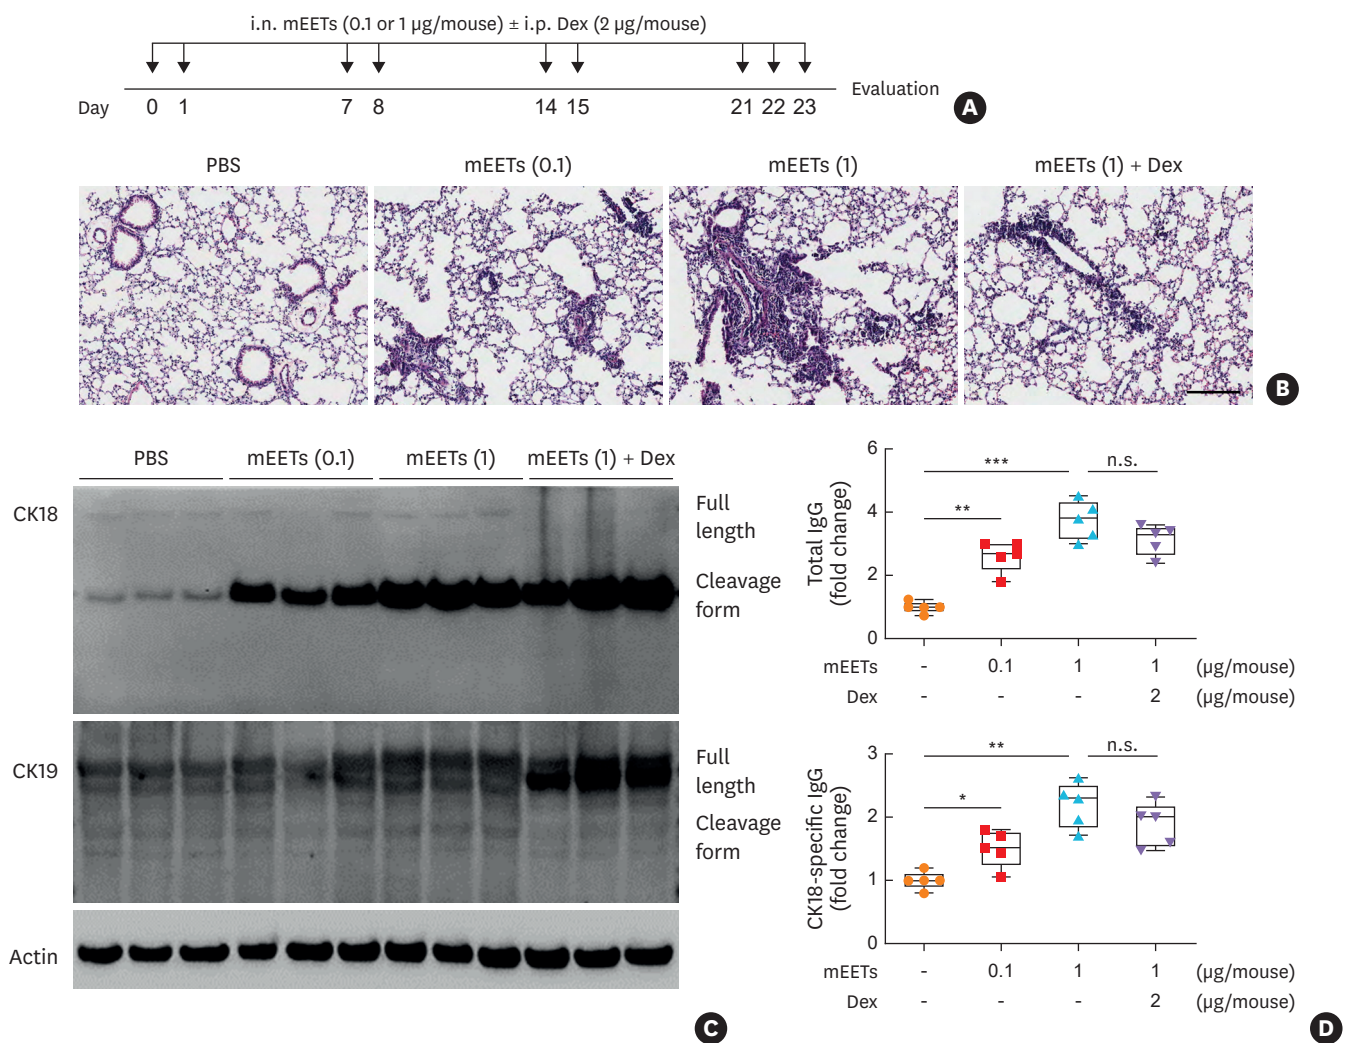 i.n. mEETs (0.1 or 1 µg/mouse) ± i.p. Dex (2 µg/mouse)
Evaluation
Day 0 1 7 8 14 15 21 22 23
A
PBS mEETs (0.1) mEETs (1) mEETs (1) + Dex
B
PBS mEETs (0.1) mEETs (1) mEETs (1) + Dex
CK18
Full
length
Cleavage
form
CK19
Full
length
Cleavage
form
Actin
C
Total IgG
(fold change)
6
4
2
0
***
**
n.s.
mEETs - 0.1 1 1 (µg/mouse)
Dex - - - 2 (µg/mouse)
CK18-specific IgG
(fold change)
3
2
1
0
**
*
n.s.
mEETs - 0.1 1 1 (µg/mouse)
Dex - - - 2 (µg/mouse)
D